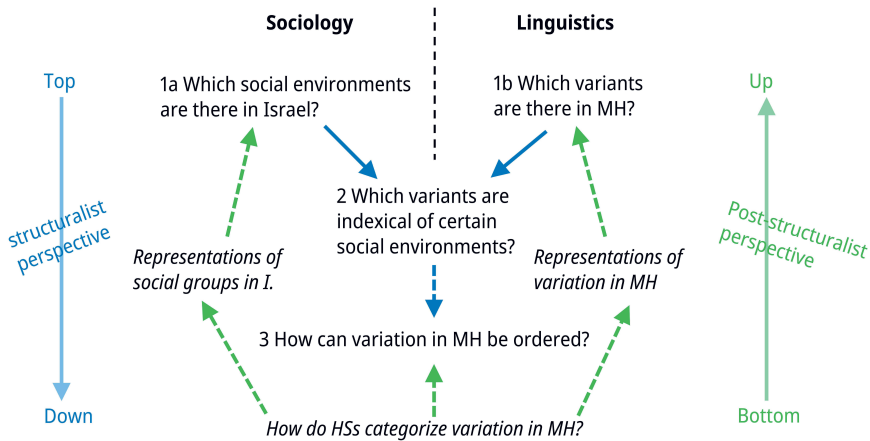 Sociology
Linguistics
Top
1a Which social environments
are there in Israel?
1b Which variants
are there in MH?
Up
2 Which variants are
indexical of certain
social environments?
structuralist
perspective
Post-structuralist
perspective
Representations of
social groups in I.
Representations of
variation in MH
3 How can variation in MH be ordered?
Down
How do HSs categorize variation in MH?
Bottom